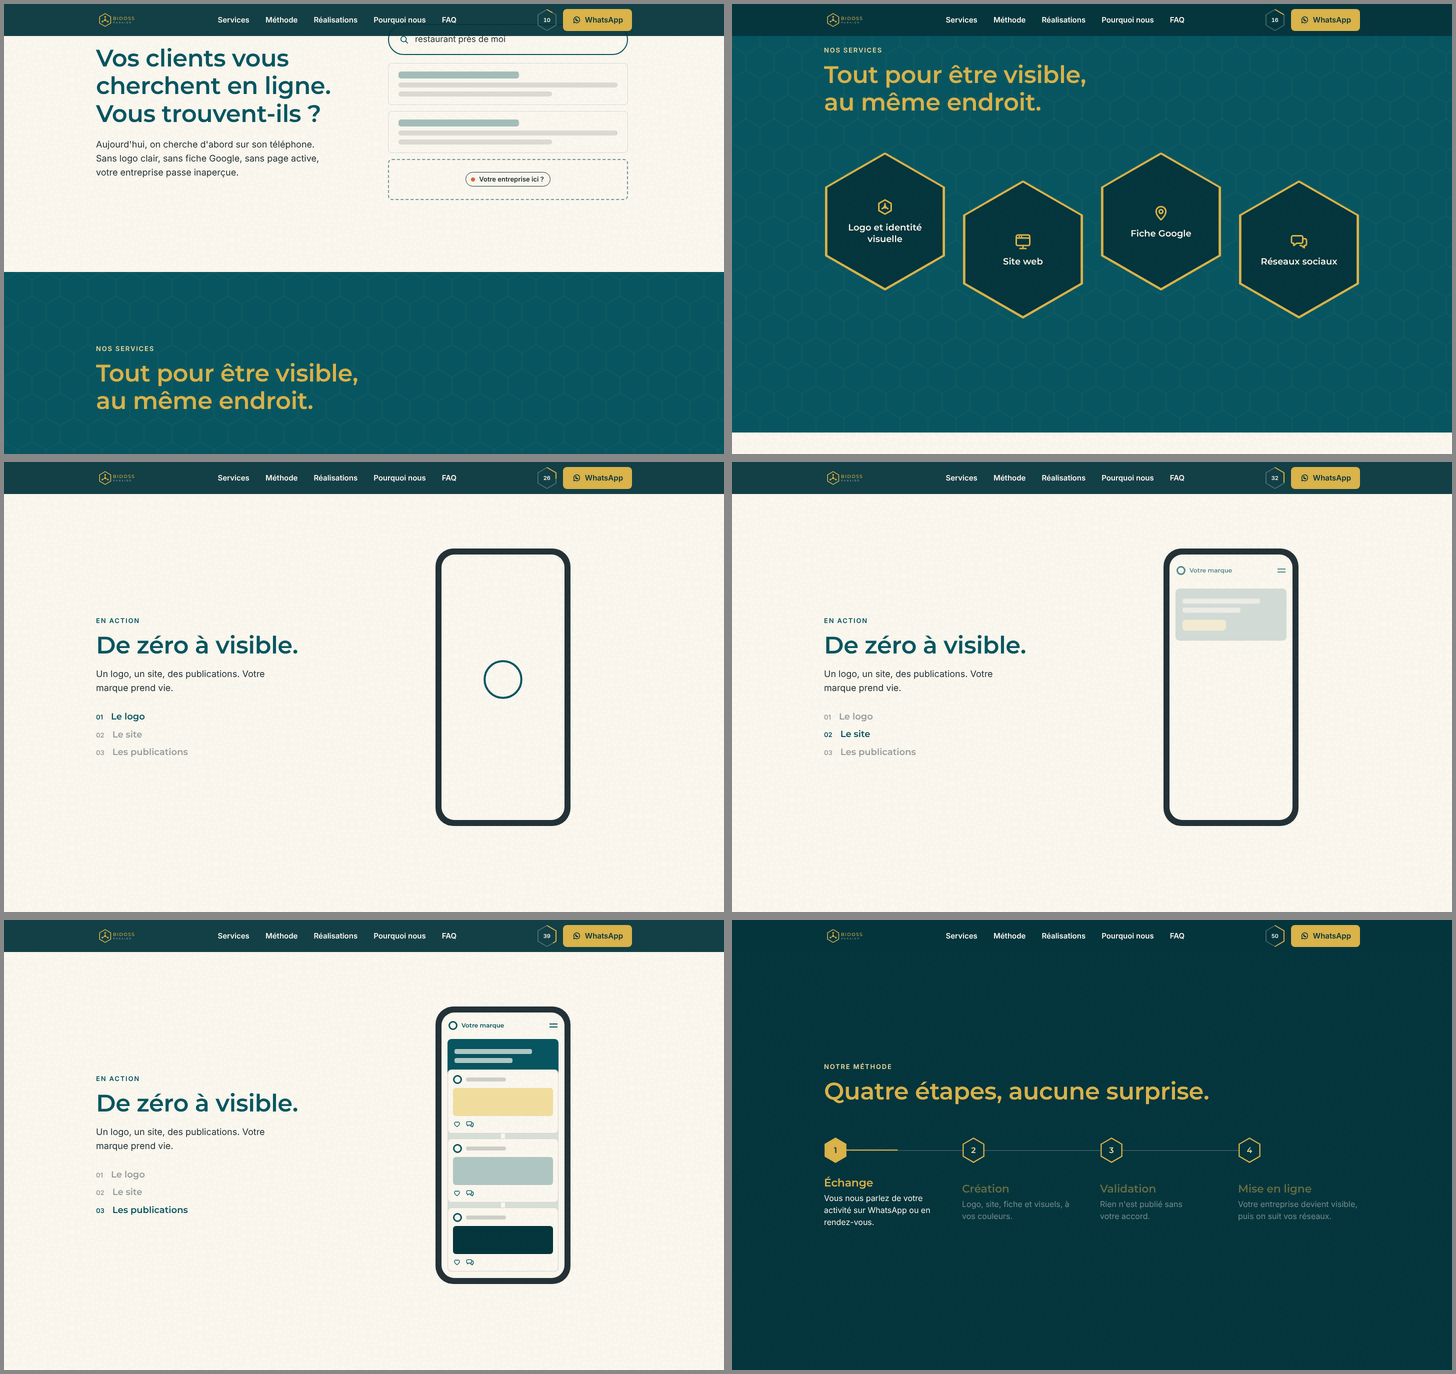 BIDOSS
Services Méthode Réalisations Pourquoi nous FAQ 10 WhatsApp
restaurant près de moi
Vos clients vous
cherchent en ligne.
Vous trouvent-ils ?
Aujourd'hui, on cherche d'abord sur son téléphone.
Sans logo clair, sans fiche Google, sans page active,
votre entreprise passe inaperçue.
Votre entreprise ici ?
NOS SERVICES
Tout pour être visible,
au même endroit.
BIDOSS
Services Méthode Réalisations Pourquoi nous FAQ 16 WhatsApp
NOS SERVICES
Tout pour être visible,
au même endroit.
Logo et identité
visuelle
Site web
Fiche Google
Réseaux sociaux
BIDOSS
Services Méthode Réalisations Pourquoi nous FAQ 26 WhatsApp
EN ACTION
De zéro à visible.
Un logo, un site, des publications. Votre
marque prend vie.
01 Le logo
02 Le site
03 Les publications
BIDOSS
Services Méthode Réalisations Pourquoi nous FAQ 32 WhatsApp
EN ACTION
De zéro à visible.
Un logo, un site, des publications. Votre
marque prend vie.
01 Le logo
02 Le site
03 Les publications
Votre marque
BIDOSS
Services Méthode Réalisations Pourquoi nous FAQ 39 WhatsApp
EN ACTION
De zéro à visible.
Un logo, un site, des publications. Votre
marque prend vie.
01 Le logo
02 Le site
03 Les publications
Votre marque
BIDOSS
Services Méthode Réalisations Pourquoi nous FAQ 50 WhatsApp
NOTRE MÉTHODE
Quatre étapes, aucune surprise.
1
Échange
Vous nous parlez de votre
activité sur WhatsApp ou en
rendez-vous.
2
Création
Logo, site, fiche et visuels, à
vos couleurs.
3
Validation
Rien n'est publié sans
votre accord.
4
Mise en ligne
Votre entreprise devient visible,
puis on suit vos réseaux.